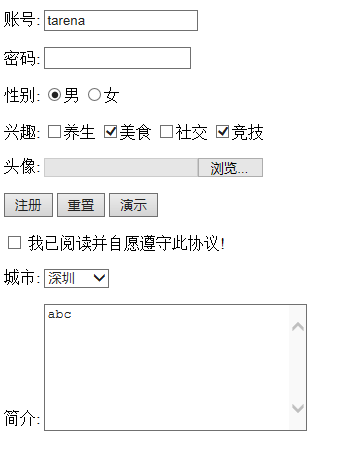 账号: tarena
密码:
性别: 男 女
兴趣: 养生 美食 社交 竞技
头像: 浏览...
注册 重置 演示
我已阅读并自愿遵守此协议!
城市: 深圳
abc
简介: